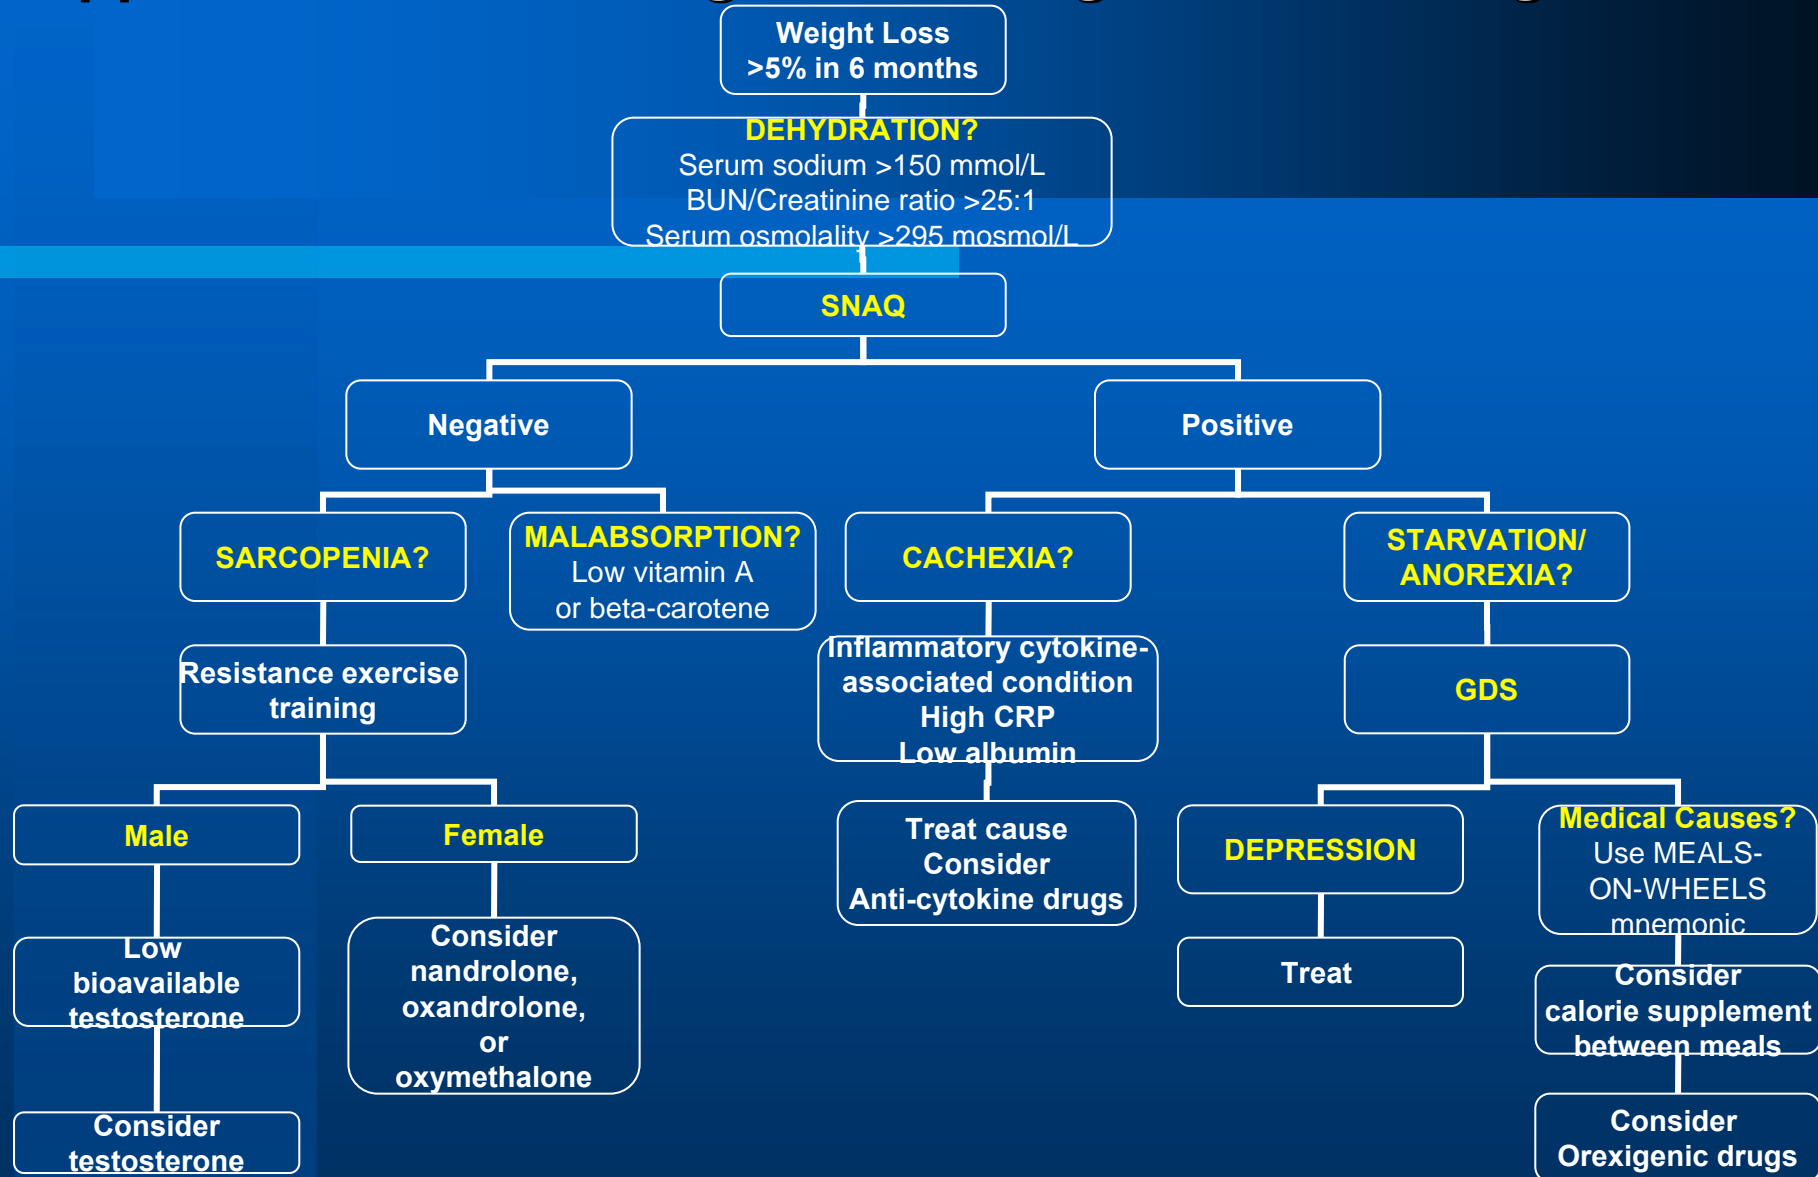 Weight Loss
>5% in 6 months
DEHYDRATION?
Serum sodium >150 mmol/L
BUN/Creatinine ratio >25:1
Serum osmolality >295 mosmol/L
SNAQ
Negative
Positive
SARCOPENIA?
MALABSORPTION?
Low vitamin A
or beta-carotene
CACHEXIA?
STARVATION/
ANOREXIA?
Resistance exercise
training
Inflammatory cytokine-
associated condition
High CRP
Low albumin
GDS
Male
Female
Treat cause
Consider
Anti-cytokine drugs
DEPRESSION
Medical Causes?
Use MEALS-
ON-WHEELS
mnemonic
Low
bioavailable
testosterone
Consider
nandrolone,
oxandrolone,
or
oxymethalone
Treat
Consider
calorie supplement
between meals
Consider
testosterone
Consider
Orexigenic drugs